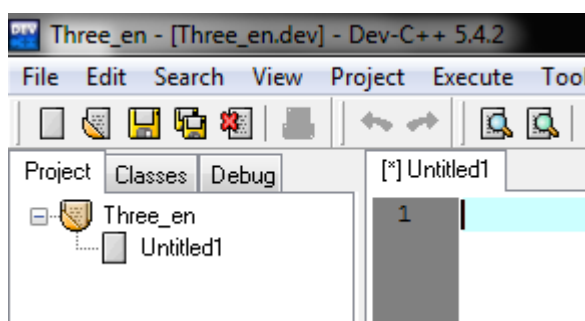 Three_en - [Three_en.dev] - Dev-C++ 5.4.2
File Edit Search View Project Execute Tool
Project Classes Debug
[*] Untitled1
Three_en
1
Untitled1